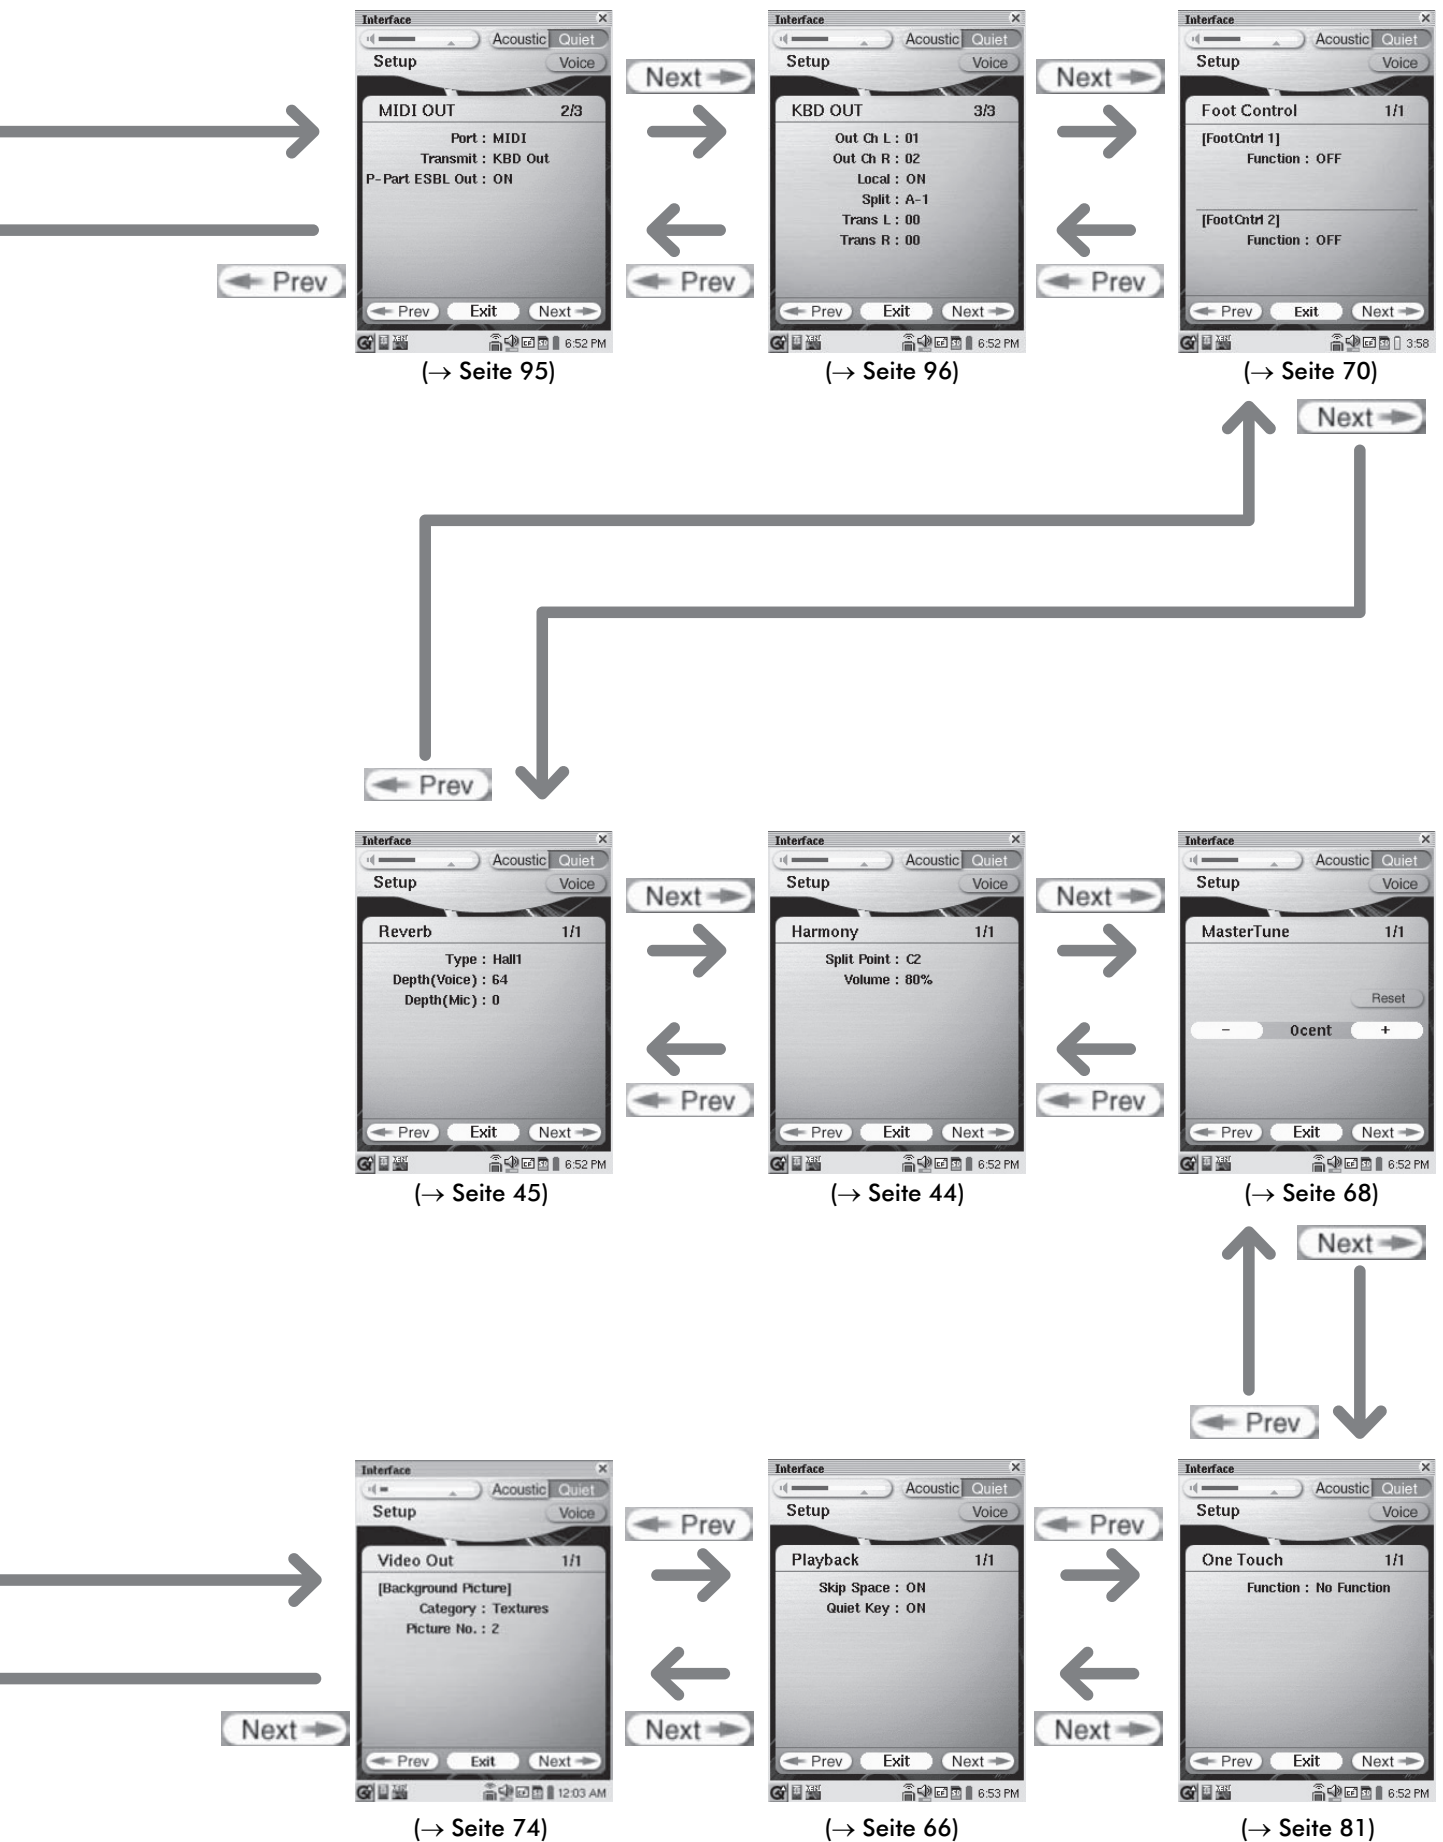 Interface
Acoustic Quiet
Setup Voice
MIDI OUT 2/3
Port : MIDI
Transmit : KBD Out
P-Part ESBL Out : ON
Prev Exit Next
6:52 PM
(→ Seite 95)
Prev
Next
Prev
Interface
Acoustic Quiet
Setup Voice
KBD OUT 3/3
Out Ch L : 01
Out Ch R : 02
Local : ON
Split : A-1
Trans L : 00
Trans R : 00
Prev Exit Next
6:52 PM
(→ Seite 96)
Next
Prev
Interface
Acoustic Quiet
Setup Voice
Foot Control 1/1
[FootCntrl 1]
Function : OFF
[FootCntrl 2]
Function : OFF
Prev Exit Next
3:58
(→ Seite 70)
Next
Prev
Interface
Acoustic Quiet
Setup Voice
Reverb 1/1
Type : Hall1
Depth(Voice) : 64
Depth(Mic) : 0
Prev Exit Next
6:52 PM
(→ Seite 45)
Next
Prev
Interface
Acoustic Quiet
Setup Voice
Harmony 1/1
Split Point : C2
Volume : 80%
Prev Exit Next
6:52 PM
(→ Seite 44)
Next
Prev
Interface
Acoustic Quiet
Setup Voice
MasterTune 1/1
Reset
- 0cent +
Prev Exit Next
6:52 PM
(→ Seite 68)
Next
Prev
Interface
Acoustic Quiet
Setup Voice
Video Out 1/1
[Background Picture]
Category : Textures
Picture No. : 2
Prev Exit Next
12:03 AM
(→ Seite 74)
Next
Prev
Next
Interface
Acoustic Quiet
Setup Voice
Playback 1/1
Skip Space : ON
Quiet Key : ON
Prev Exit Next
6:53 PM
(→ Seite 66)
Prev
Next
Interface
Acoustic Quiet
Setup Voice
One Touch 1/1
Function : No Function
Prev Exit Next
6:52 PM
(→ Seite 81)